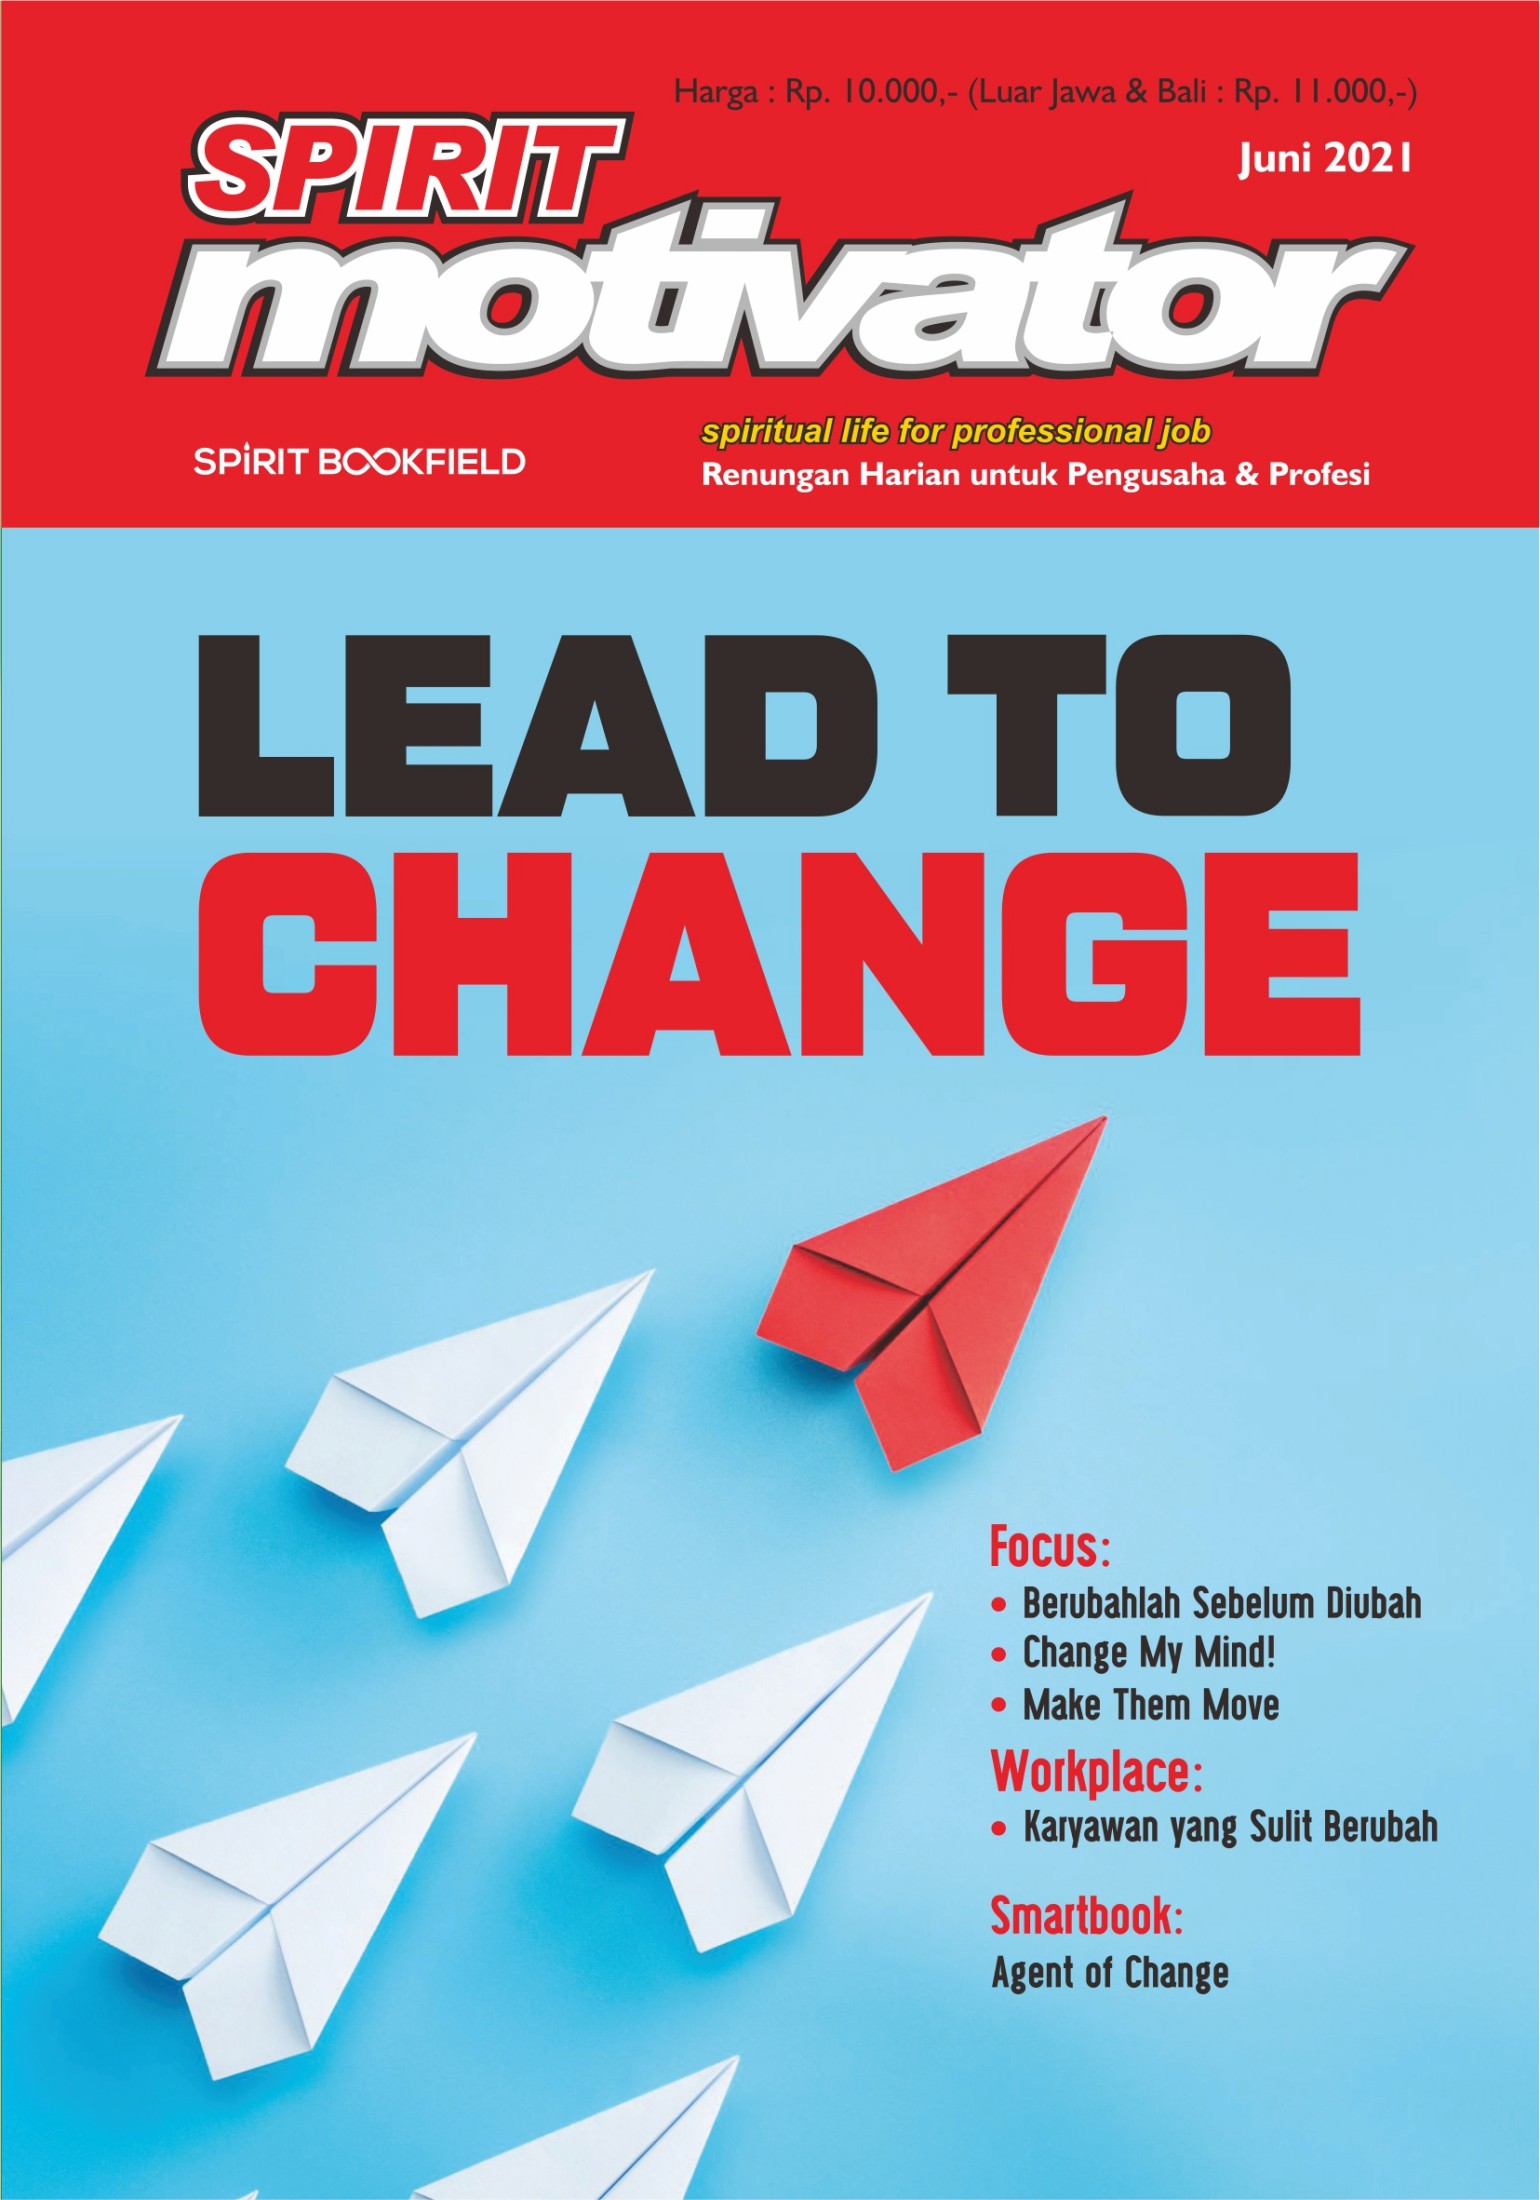 Harga : Rp. 10.000,- (Luar Jawa & Bali : Rp. 11.000,-)
Juni 2021
SPIRIT
motivator
SPIRIT BOOKFIELD
spiritual life for professional job
Renungan Harian untuk Pengusaha & Profesi
LEAD TO
CHANGE
Focus:
• Berubahlah Sebelum Diubah
• Change My Mind!
• Make Them Move
Workplace:
• Karyawan yang Sulit Berubah
Smartbook:
Agent of Change